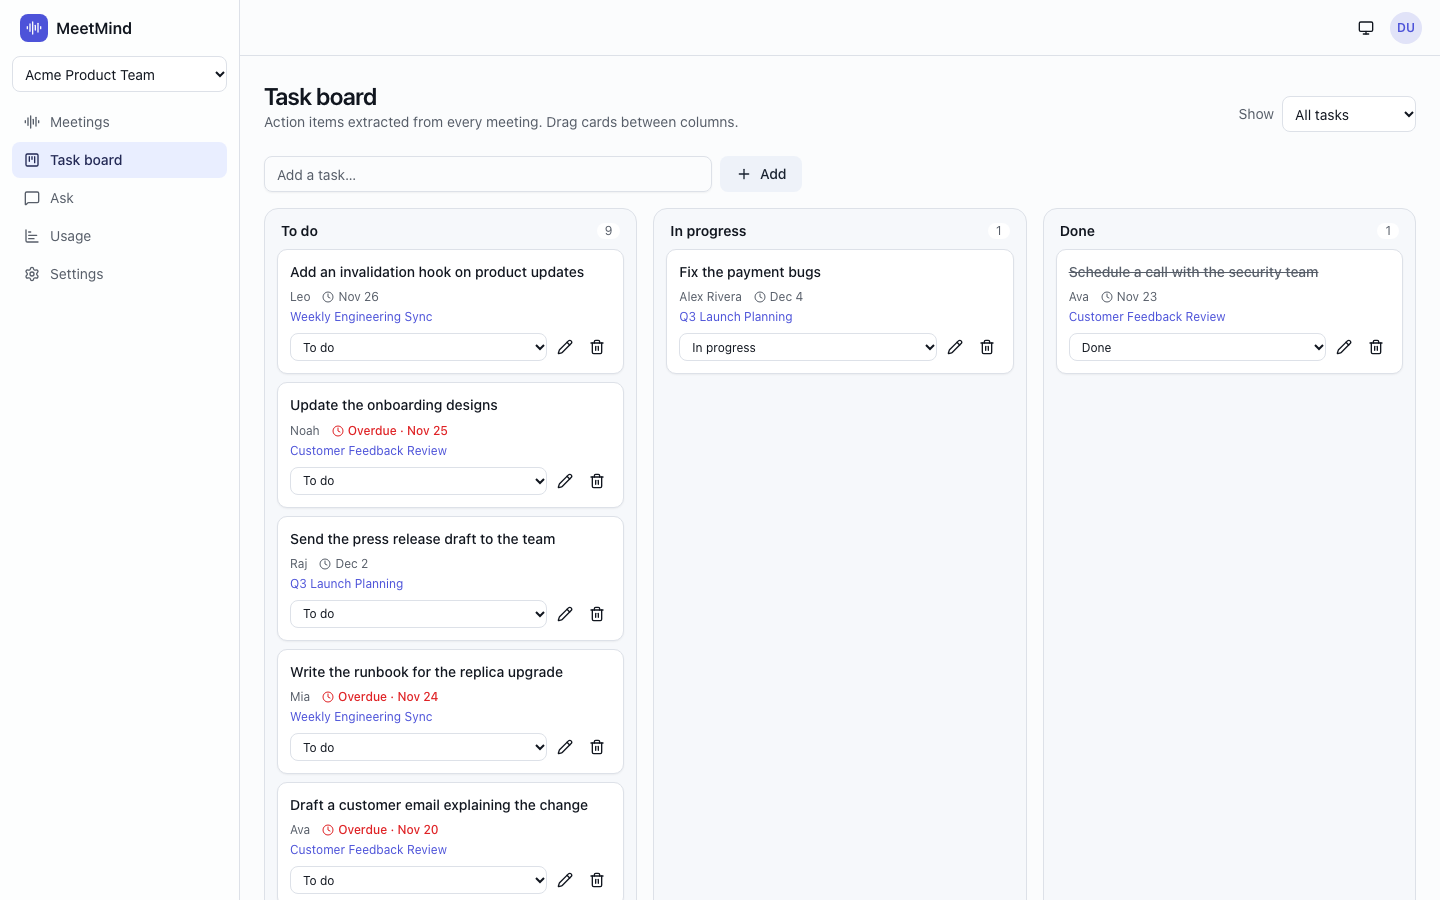 MeetMind
Acme Product Team
Meetings
Task board
Ask
Usage
Settings
DU
Task board
Action items extracted from every meeting. Drag cards between columns.
Show
All tasks
Add a task...
Add
To do
9
Add an invalidation hook on product updates
Leo Nov 26
Weekly Engineering Sync
To do
Update the onboarding designs
Noah Overdue · Nov 25
Customer Feedback Review
To do
Send the press release draft to the team
Raj Dec 2
Q3 Launch Planning
To do
Write the runbook for the replica upgrade
Mia Overdue · Nov 24
Weekly Engineering Sync
To do
Draft a customer email explaining the change
Ava Overdue · Nov 20
Customer Feedback Review
To do
In progress
1
Fix the payment bugs
Alex Rivera Dec 4
Q3 Launch Planning
In progress
Done
1
Schedule a call with the security team
Ava Nov 23
Customer Feedback Review
Done